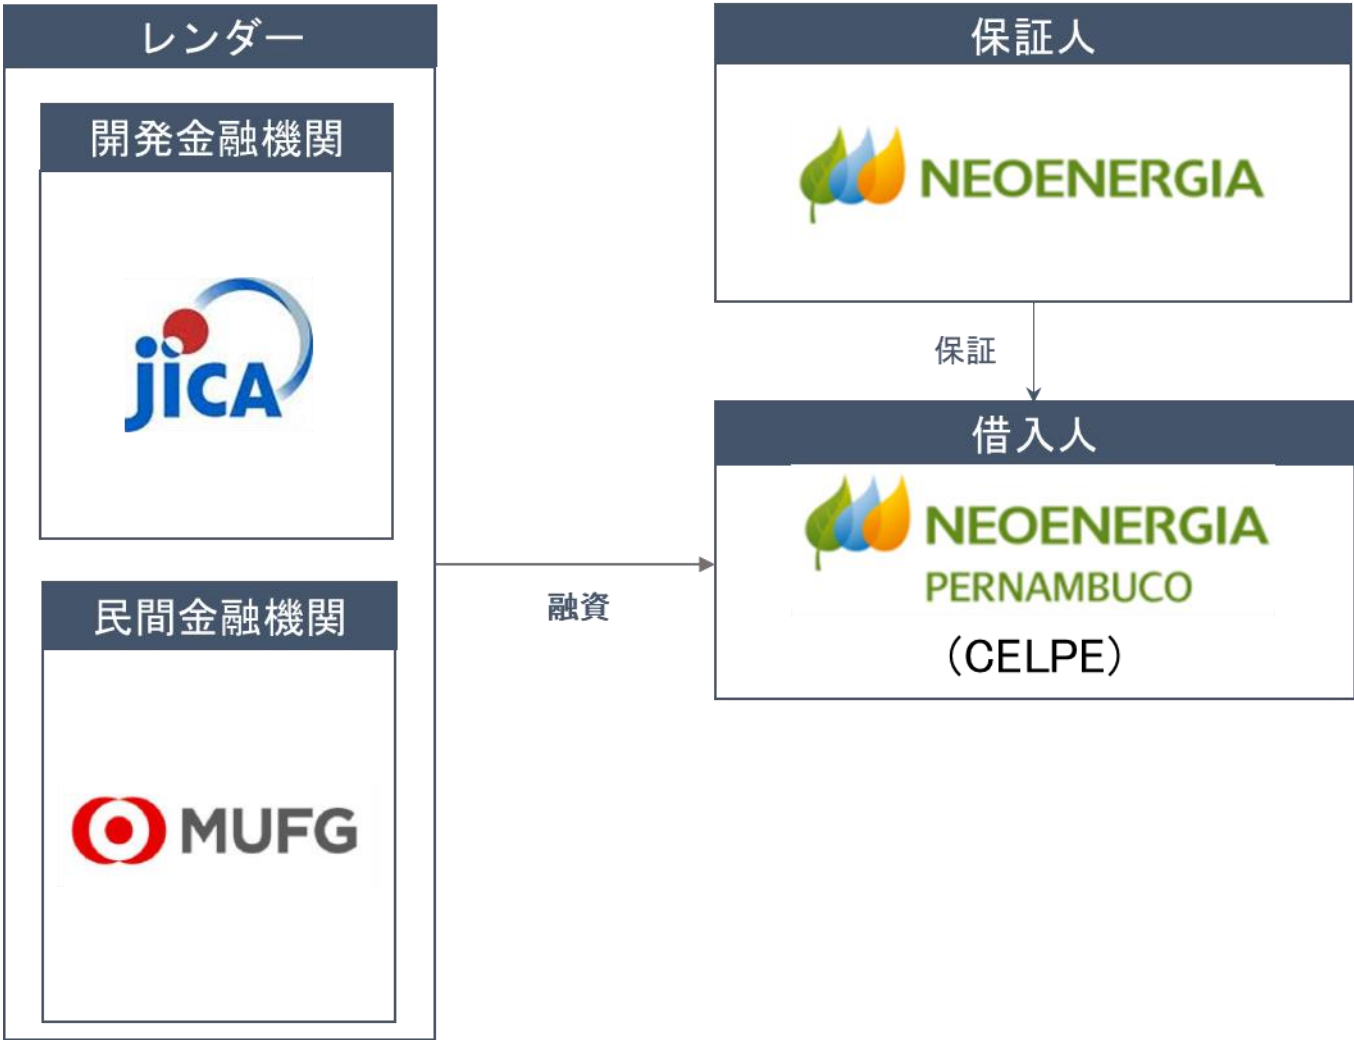 レンダー
開発金融機関
jica
民間金融機関
MUFG
融資
保証人
NEOENERGIA
保証
借入人
NEOENERGIA
PERNAMBUCO
(CELPE)